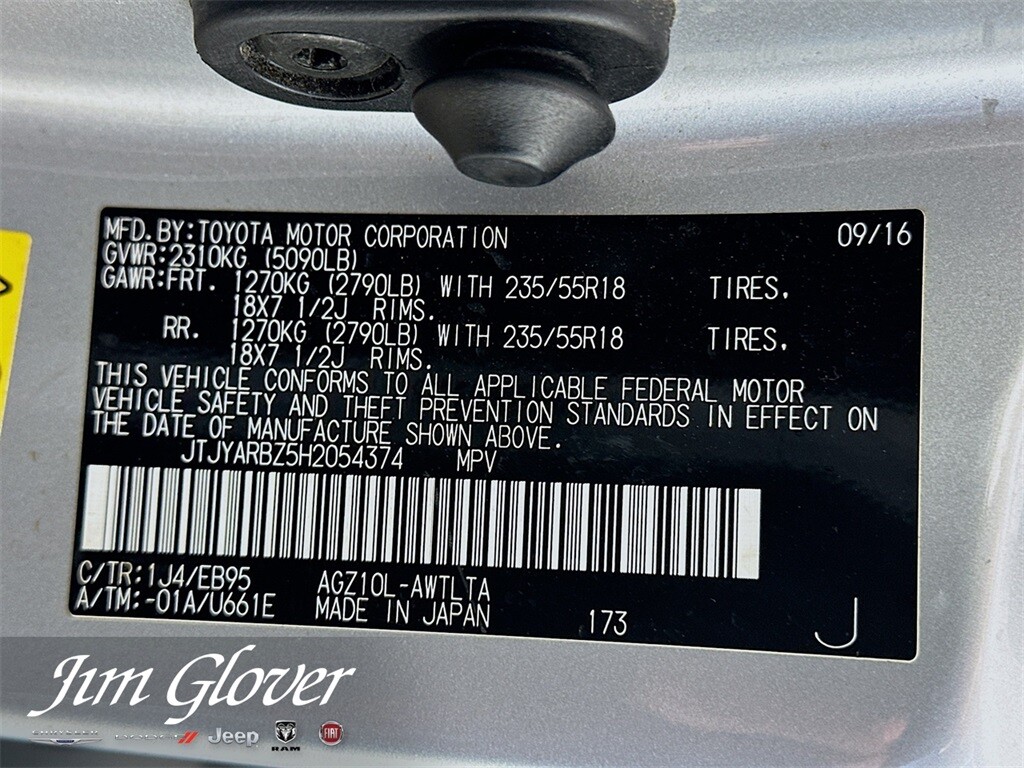 MFD. BY: TOYOTA MOTOR CORPORATION 09/16
GVWR: 2310KG (5090LB)
GAWR: FRT. 1270KG (2790LB) WITH 235/55R18 TIRES.
18X7 1/2J RIMS.
RR. 1270KG (2790LB) WITH 235/55R18 TIRES.
18X7 1/2J RIMS.
THIS VEHICLE CONFORMS TO ALL APPLICABLE FEDERAL MOTOR
VEHICLE SAFETY AND THEFT PREVENTION STANDARDS IN EFFECT ON
THE DATE OF MANUFACTURE SHOWN ABOVE.
JTJYARBZ5H2054374 MPV
C/TR: 1J4/EB95 AGZ10L-AWTLTA
A/TM: -01A/U661E MADE IN JAPAN 173 J
Jim Glover
CHRYSLER DODGE Jeep RAM FIAT